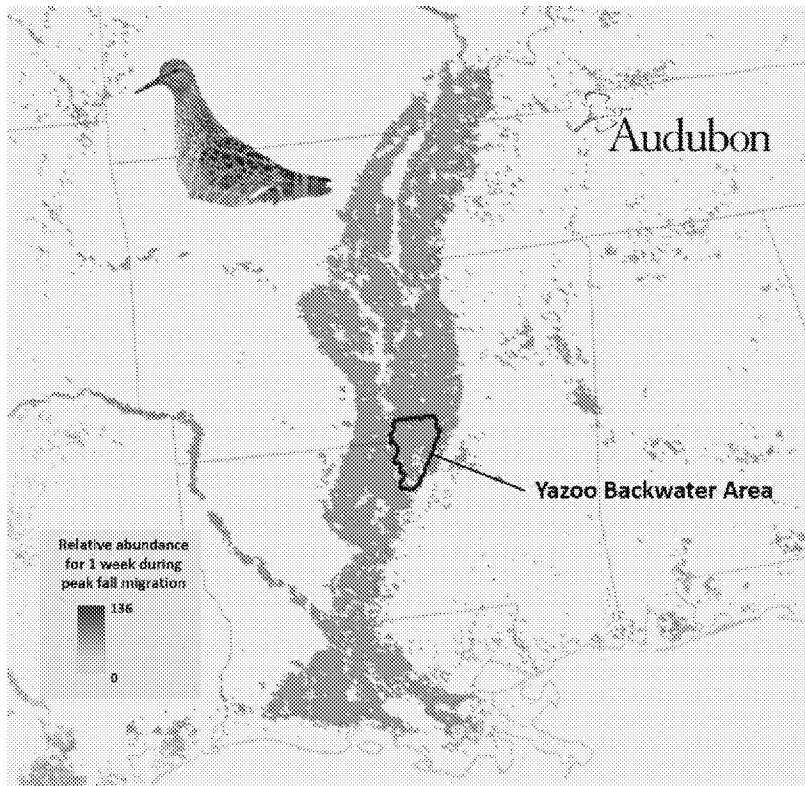 Audubon
Yazoo Backwater Area
Relative abundance
for 1 week during
peak fall migration
136
0